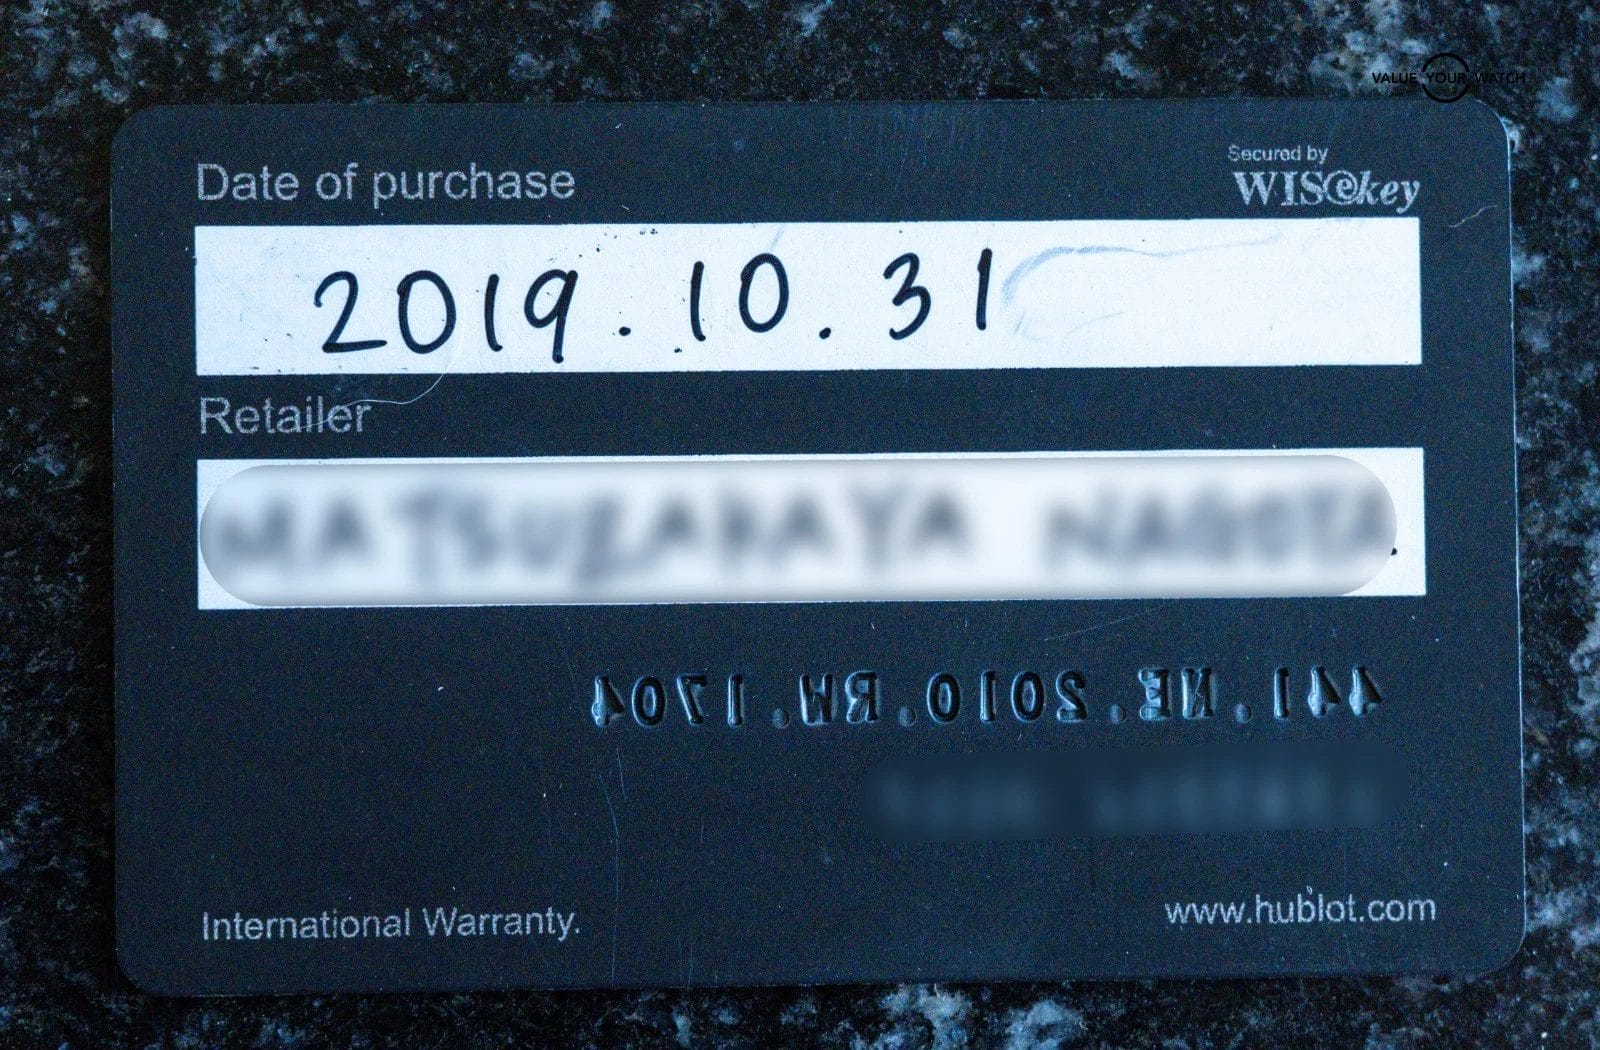 VALUE YOUR WATCH
Date of purchase
Secured by
WISekey
2019.10.31
Retailer
441.NE.2010.RW.1704
International Warranty.
www.hublot.com